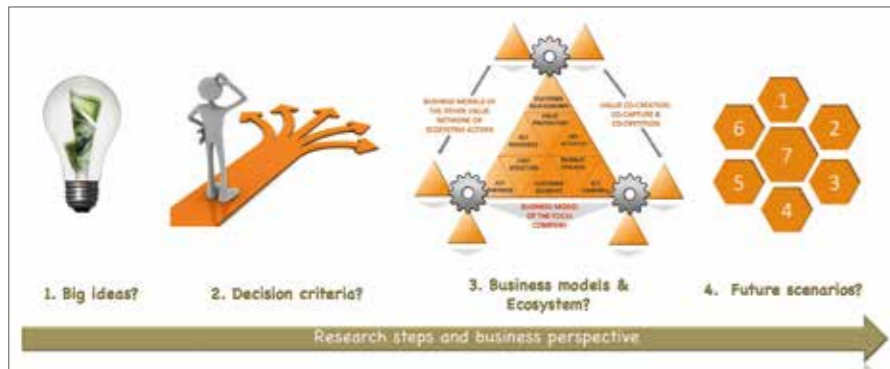 BUSINESS MODELS OF
THE OTHER VALUE
NETWORK OR
ECOSYSTEM ACTORS
VALUE CO-CREATION,
CO-CAPTURE &
CO-OPETITION
CUSTOMER
RELATIONSHIPS
VALUE
PROPOSITION
KEY
RESOURCES
KEY
ACTIVITIES
COST
STRUCTURE
REVENUE
STREAMS
KEY
PARTNERS
CUSTOMER
SEGMENTS
KEY
CHANNELS
BUSINESS MODEL
OF THE FOCAL
COMPANY
1
2
3
4
5
6
7
1. Big ideas?
2. Decision criteria?
3. Business models &
Ecosystem?
4. Future scenarios?
Research steps and business perspective